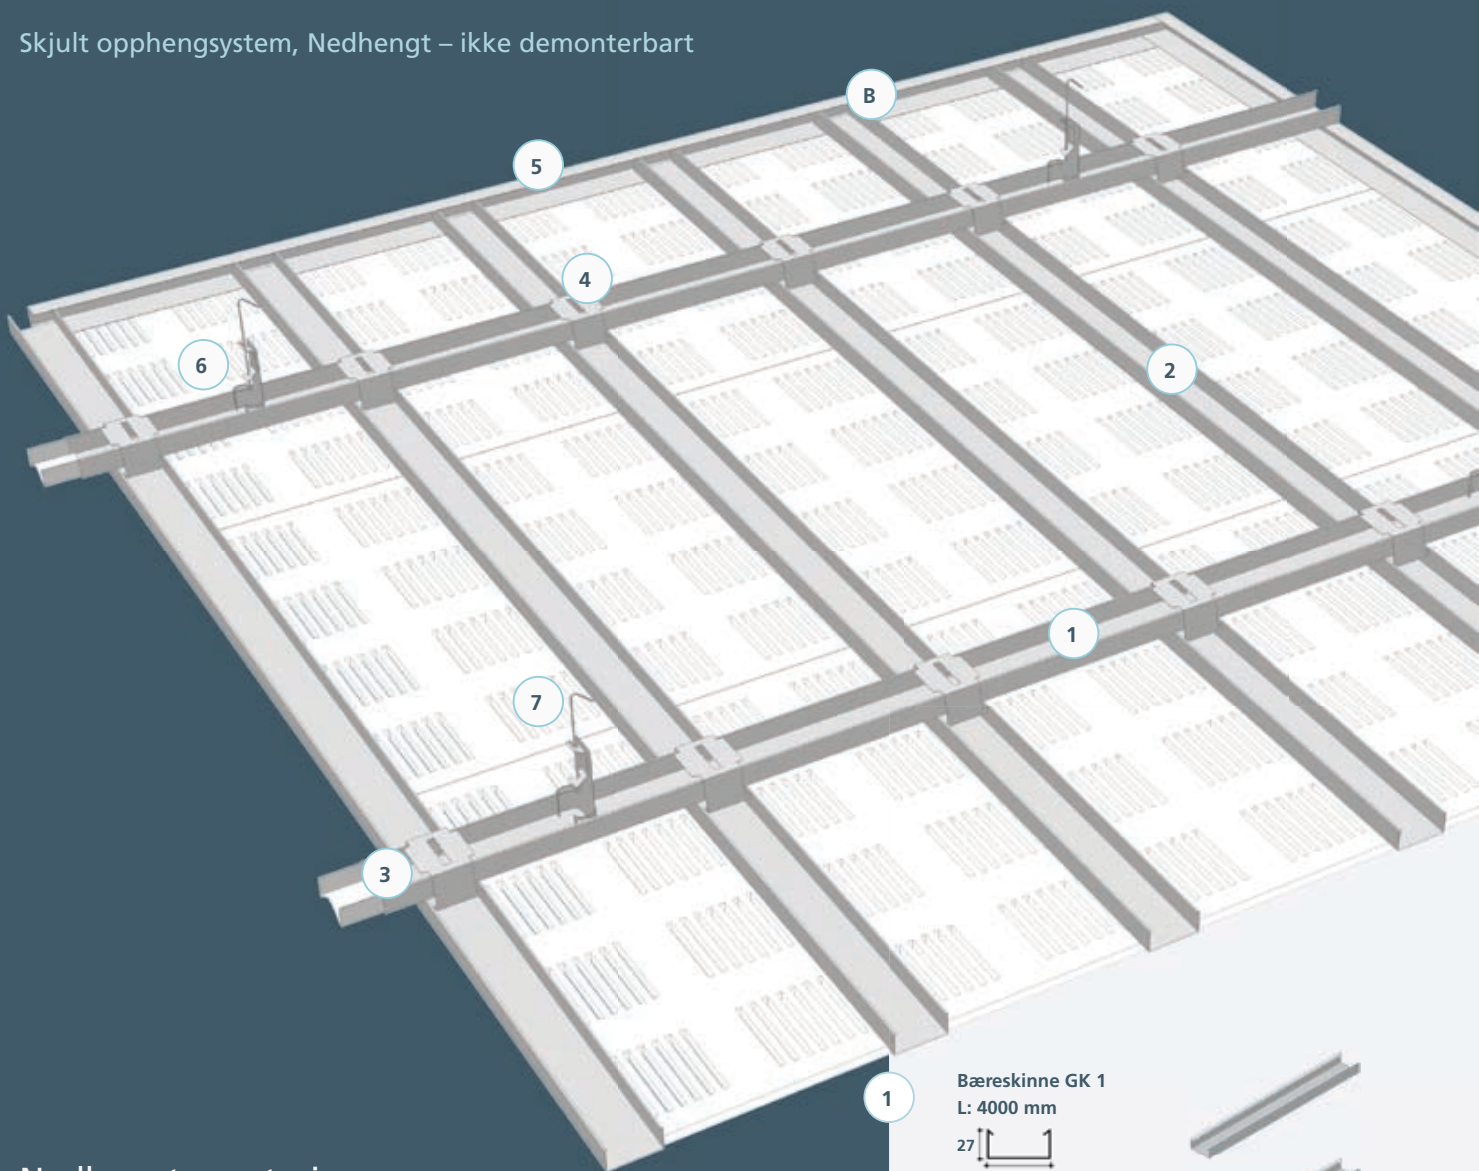 Skjult opphengsystem, Nedhengt – ikke demonterbart
B
5
4
6
2
1
7
3
1
Bæreskinne GK 1
L: 4000 mm
27